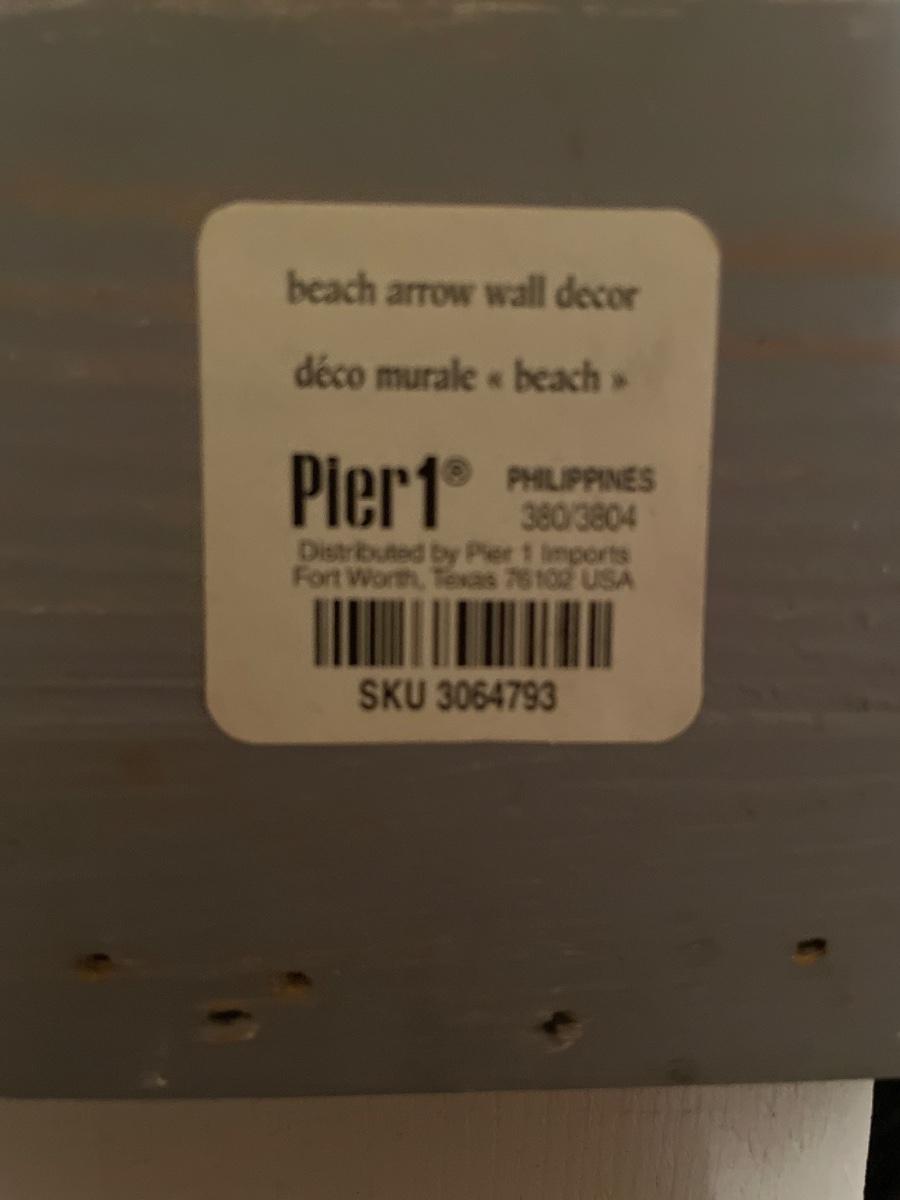 beach arrow wall decor
déco murale « beach »
Pier1® PHILIPPINES
380/3804
Distributed by Pier 1 Imports
Fort Worth, Texas 76102 USA
SKU 3064793